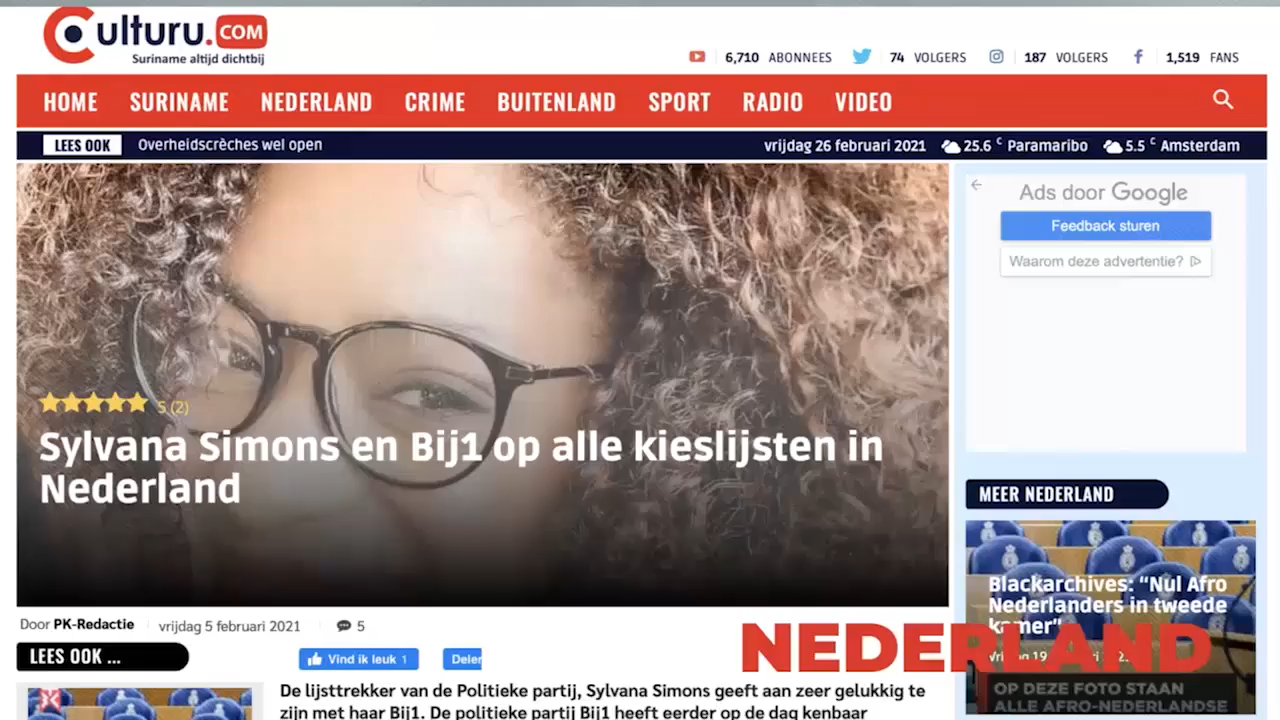 Culturu.COM
Suriname altijd dichtbij
6,710 ABONNEES 74 VOLGERS 187 VOLGERS 1,519 FANS
HOME SURINAME NEDERLAND CRIME BUITENLAND SPORT RADIO VIDEO
LEES OOK Overheidscrèches wel open vrijdag 26 februari 2021 25.6 C Paramaribo 5.5 C Amsterdam
Ads door Google
Feedback sturen
Waarom deze advertentie?
5 (2)
Sylvana Simons en Bij1 op alle kieslijsten in
Nederland
MEER NEDERLAND
Blackarchives: “Nul Afro
Nederlanders in tweede
kamer”
NEDERLAND
OP DEZE FOTO STAAN
ALLE AFRO-NEDERLANDSE
Door PK-Redactie vrijdag 5 februari 2021 5
LEES OOK ...
Vind ik leuk 1
Deler
De lijsttrekker van de Politieke partij, Sylvana Simons geeft aan zeer gelukkig te
zijn met haar Bij1. De politieke partij Bij1 heeft eerder op de dag kenbaar